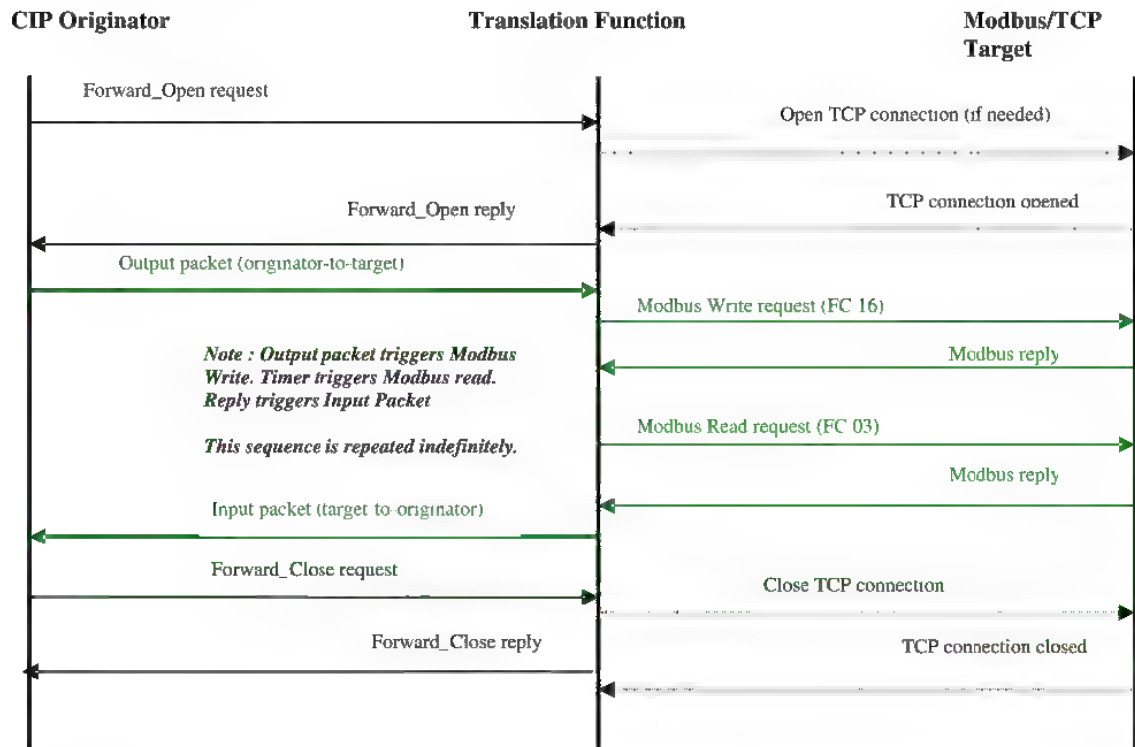 CIP Originator
Translation Function
Modbus/TCP
Target
Forward_Open request
Open TCP connection (if needed)
TCP connection opened
Forward_Open reply
Output packet (originator-to-target)
Modbus Write request (FC 16)
Note : Output packet triggers Modbus
Write. Timer triggers Modbus read.
Reply triggers Input Packet
Modbus reply
Modbus Read request (FC 03)
This sequence is repeated indefinitely.
Modbus reply
Input packet (target to-originator)
Forward_Close request
Close TCP connection
Forward_Close reply
TCP connection closed